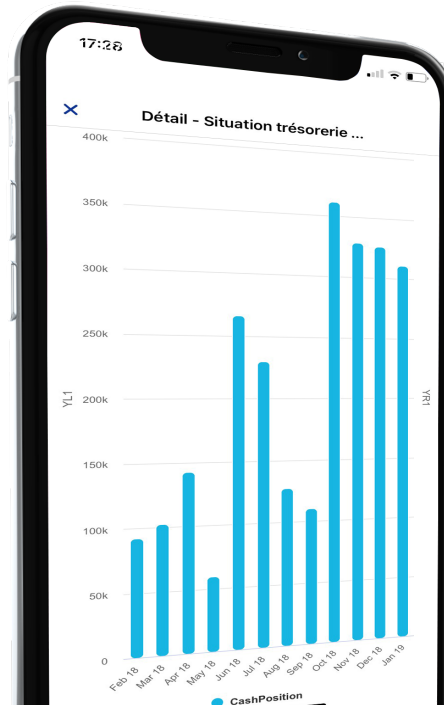 17:28
Détail - Situation trésorerie ...
400k
350k
300k
250k
200k
150k
100k
50k
0
YL1
YR1
Feb 18
Mar 18
Apr 18
May 18
Jun 18
Jul 18
Aug 18
Sep 18
Oct 18
Nov 18
Dec 18
Jan 19
CashPosition